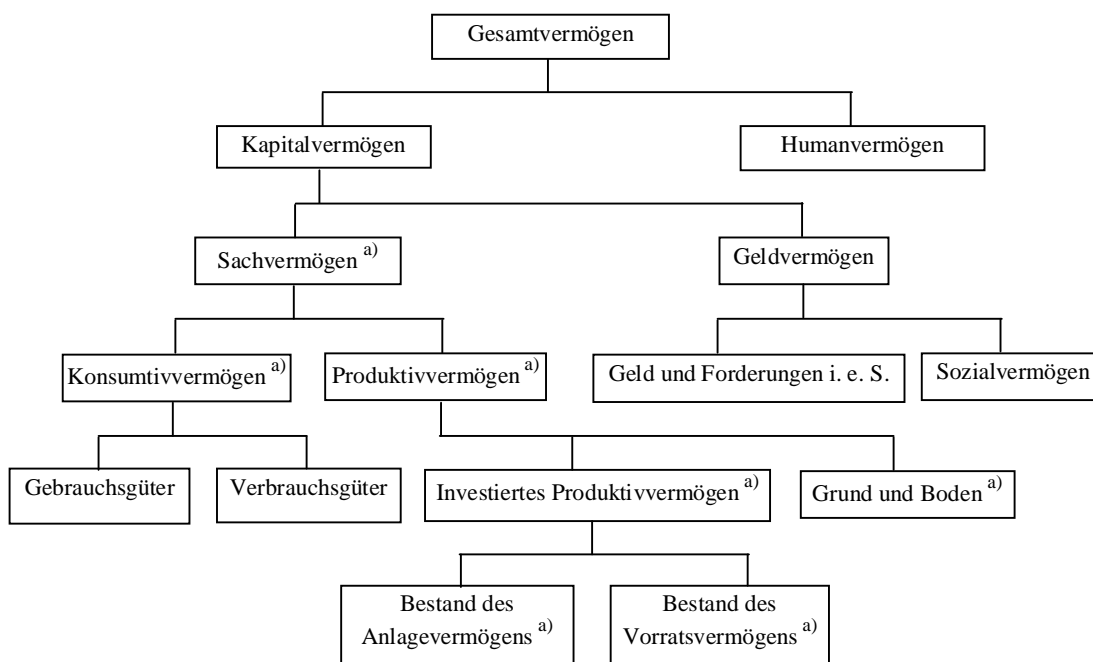 Gesamtvermögen
Kapitalvermögen
Humanvermögen
Sachvermögen a)
Geldvermögen
Konsumtivvermögen a)
Produktivvermögen a)
Geld und Forderungen i. e. S.
Sozialvermögen
Gebrauchsgüter
Verbrauchsgüter
Investiertes Produktivvermögen a)
Grund und Boden a)
Bestand des
Anlagevermögens a)
Bestand des
Vorratsvermögens a)